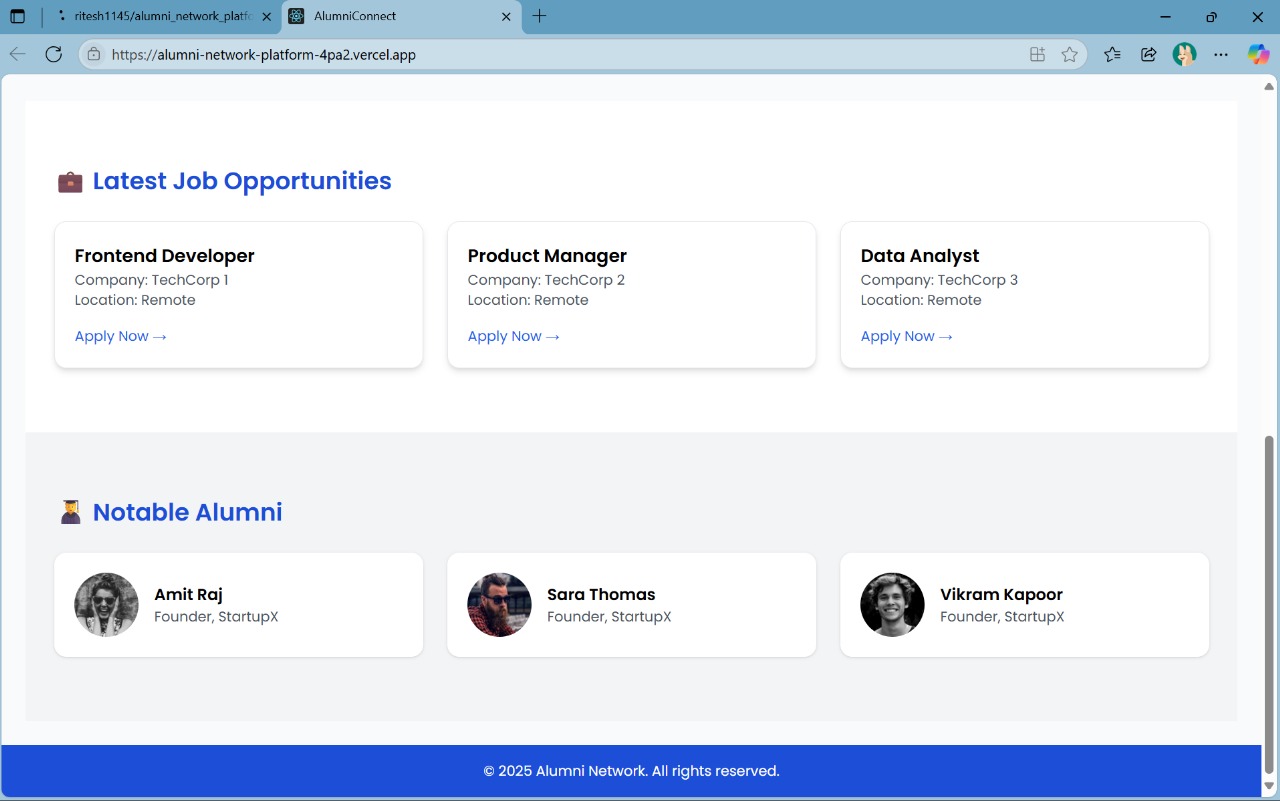 ritesh1145/alumni_network_platfo
AlumniConnect
https://alumni-network-platform-4pa2.vercel.app
Latest Job Opportunities
Frontend Developer
Company: TechCorp 1
Location: Remote
Apply Now →
Product Manager
Company: TechCorp 2
Location: Remote
Apply Now →
Data Analyst
Company: TechCorp 3
Location: Remote
Apply Now →
Notable Alumni
Amit Raj
Founder, StartupX
Sara Thomas
Founder, StartupX
Vikram Kapoor
Founder, StartupX
© 2025 Alumni Network. All rights reserved.